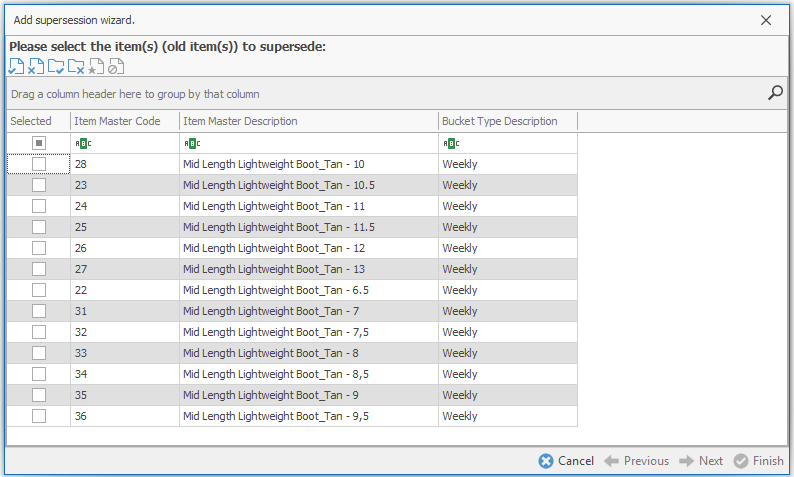 Add supersession wizard.
Please select the item(s) (old item(s)) to supersede:
Drag a column header here to group by that column
Selected Item Master Code Item Master Description Bucket Type Description
ABC ABC ABC
28 Mid Length Lightweight Boot_Tan - 10 Weekly
23 Mid Length Lightweight Boot_Tan - 10.5 Weekly
24 Mid Length Lightweight Boot_Tan - 11 Weekly
25 Mid Length Lightweight Boot_Tan - 11.5 Weekly
26 Mid Length Lightweight Boot_Tan - 12 Weekly
27 Mid Length Lightweight Boot_Tan - 13 Weekly
22 Mid Length Lightweight Boot_Tan - 6.5 Weekly
31 Mid Length Lightweight Boot_Tan - 7 Weekly
32 Mid Length Lightweight Boot_Tan - 7,5 Weekly
33 Mid Length Lightweight Boot_Tan - 8 Weekly
34 Mid Length Lightweight Boot_Tan - 8,5 Weekly
35 Mid Length Lightweight Boot_Tan - 9 Weekly
36 Mid Length Lightweight Boot_Tan - 9,5 Weekly
Cancel Previous Next Finish